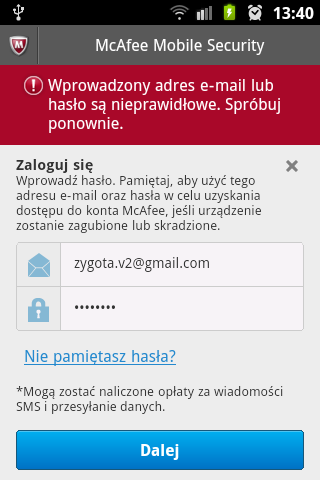 13:40
McAfee Mobile Security
Wprowadzony adres e-mail lub
hasło są nieprawidłowe. Spróbuj
ponownie.
Zaloguj się
Wprowadź hasło. Pamiętaj, aby użyć tego
adresu e-mail oraz hasła w celu uzyskania
dostępu do konta McAfee, jeśli urządzenie
zostanie zagubione lub skradzione.
zygota.v2@gmail.com
••••••••
Nie pamiętasz hasła?
*Mogą zostać naliczone opłaty za wiadomości
SMS i przesyłanie danych.
Dalej